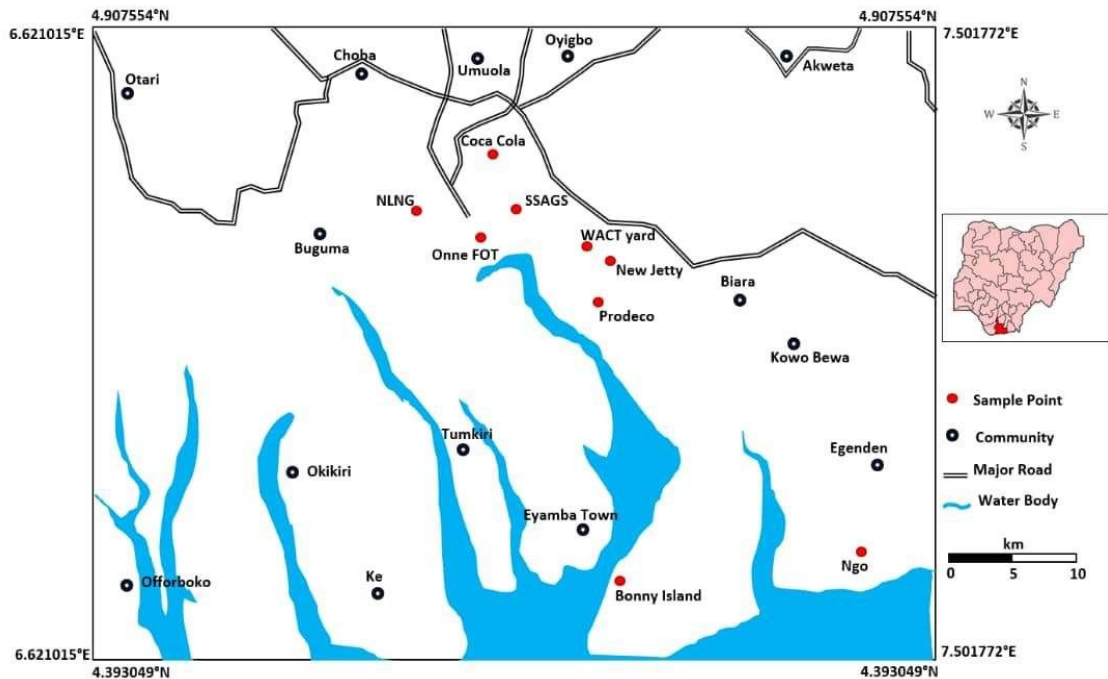 4.907554°N
4.907554°N
6.621015°E
7.501772°E
Oyigbo
Choba
Umuola
Akweta
Otari
N
W
E
S
Coca Cola
NLNG
SSAGS
Buguma
Onne FOT
WACT yard
New Jetty
Biara
Prodeco
Kowo Bewa
Sample Point
Tumkiri
Community
Egenden
Okikiri
Major Road
Water Body
Eyamba Town
km
0
5
10
Ngo
Offorboko
Ke
Bonny Island
6.621015°E
7.501772°E
4.393049°N
4.393049°N